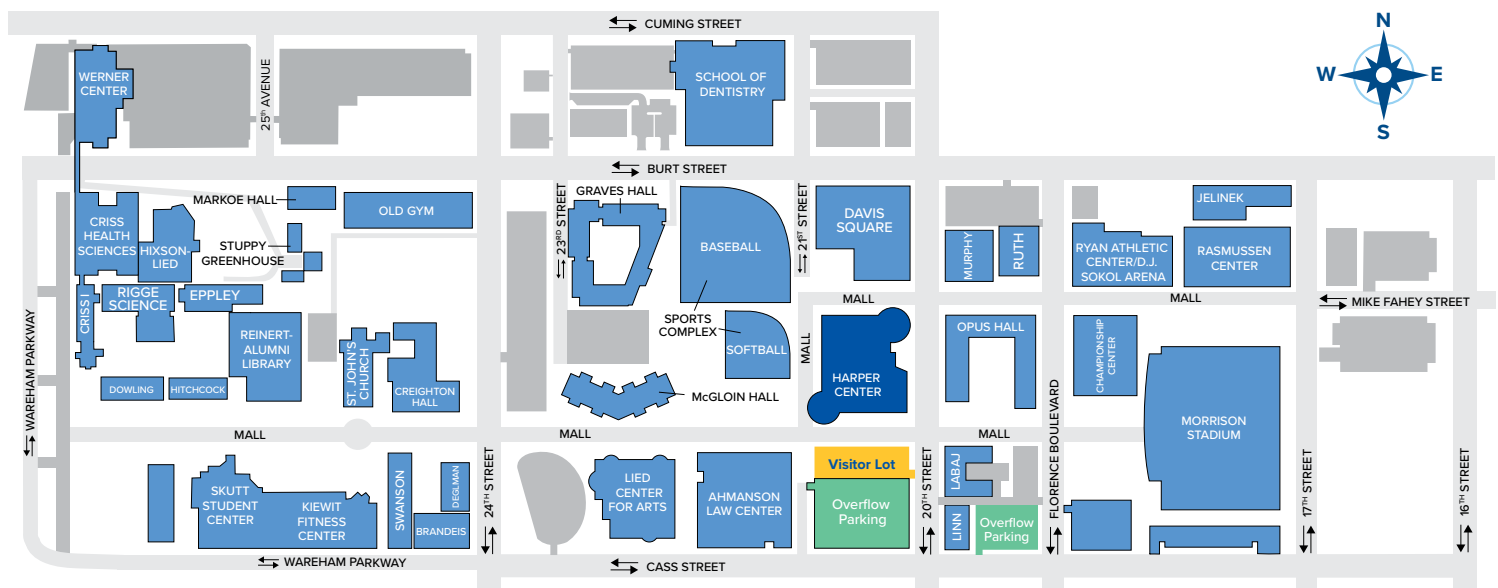 CUMING STREET
N
W
E
S
WERNER
CENTER
25th AVENUE
SCHOOL OF
DENTISTRY
BURT STREET
MARKOE HALL
OLD GYM
STUPPY
GREENHOUSE
CRISS
HEALTH
SCIENCES
HIXSON-
LIED
23RD STREET
GRAVES HALL
BASEBALL
21ST STREET
DAVIS
SQUARE
MURPHY
RUTH
RYAN ATHLETIC
CENTER/D.J.
SOKOL ARENA
JELINEK
RASMUSSEN
CENTER
MALL
MALL
MIKE FAHEY STREET
CRISS I
RIGGE
SCIENCE
EPPLEY
REINERT-
ALUMNI
LIBRARY
DOWLING
HITCHCOCK
ST. JOHN'S
CHURCH
CREIGHTON
HALL
SPORTS
COMPLEX
SOFTBALL
McGLOIN HALL
MALL
HARPER
CENTER
OPUS HALL
CHAMPIONSHIP
CENTER
MORRISON
STADIUM
WAREHAM PARKWAY
MALL
MALL
MALL
SKUTT
STUDENT
CENTER
KIEWIT
FITNESS
CENTER
SWANSON
DEGLMAN
BRANDEIS
24TH STREET
LIED
CENTER
FOR ARTS
AHMANSON
LAW CENTER
Visitor Lot
Overflow
Parking
20TH STREET
LABAJ
LINN
Overflow
Parking
FLORENCE BOULEVARD
17TH STREET
16TH STREET
WAREHAM PARKWAY
CASS STREET